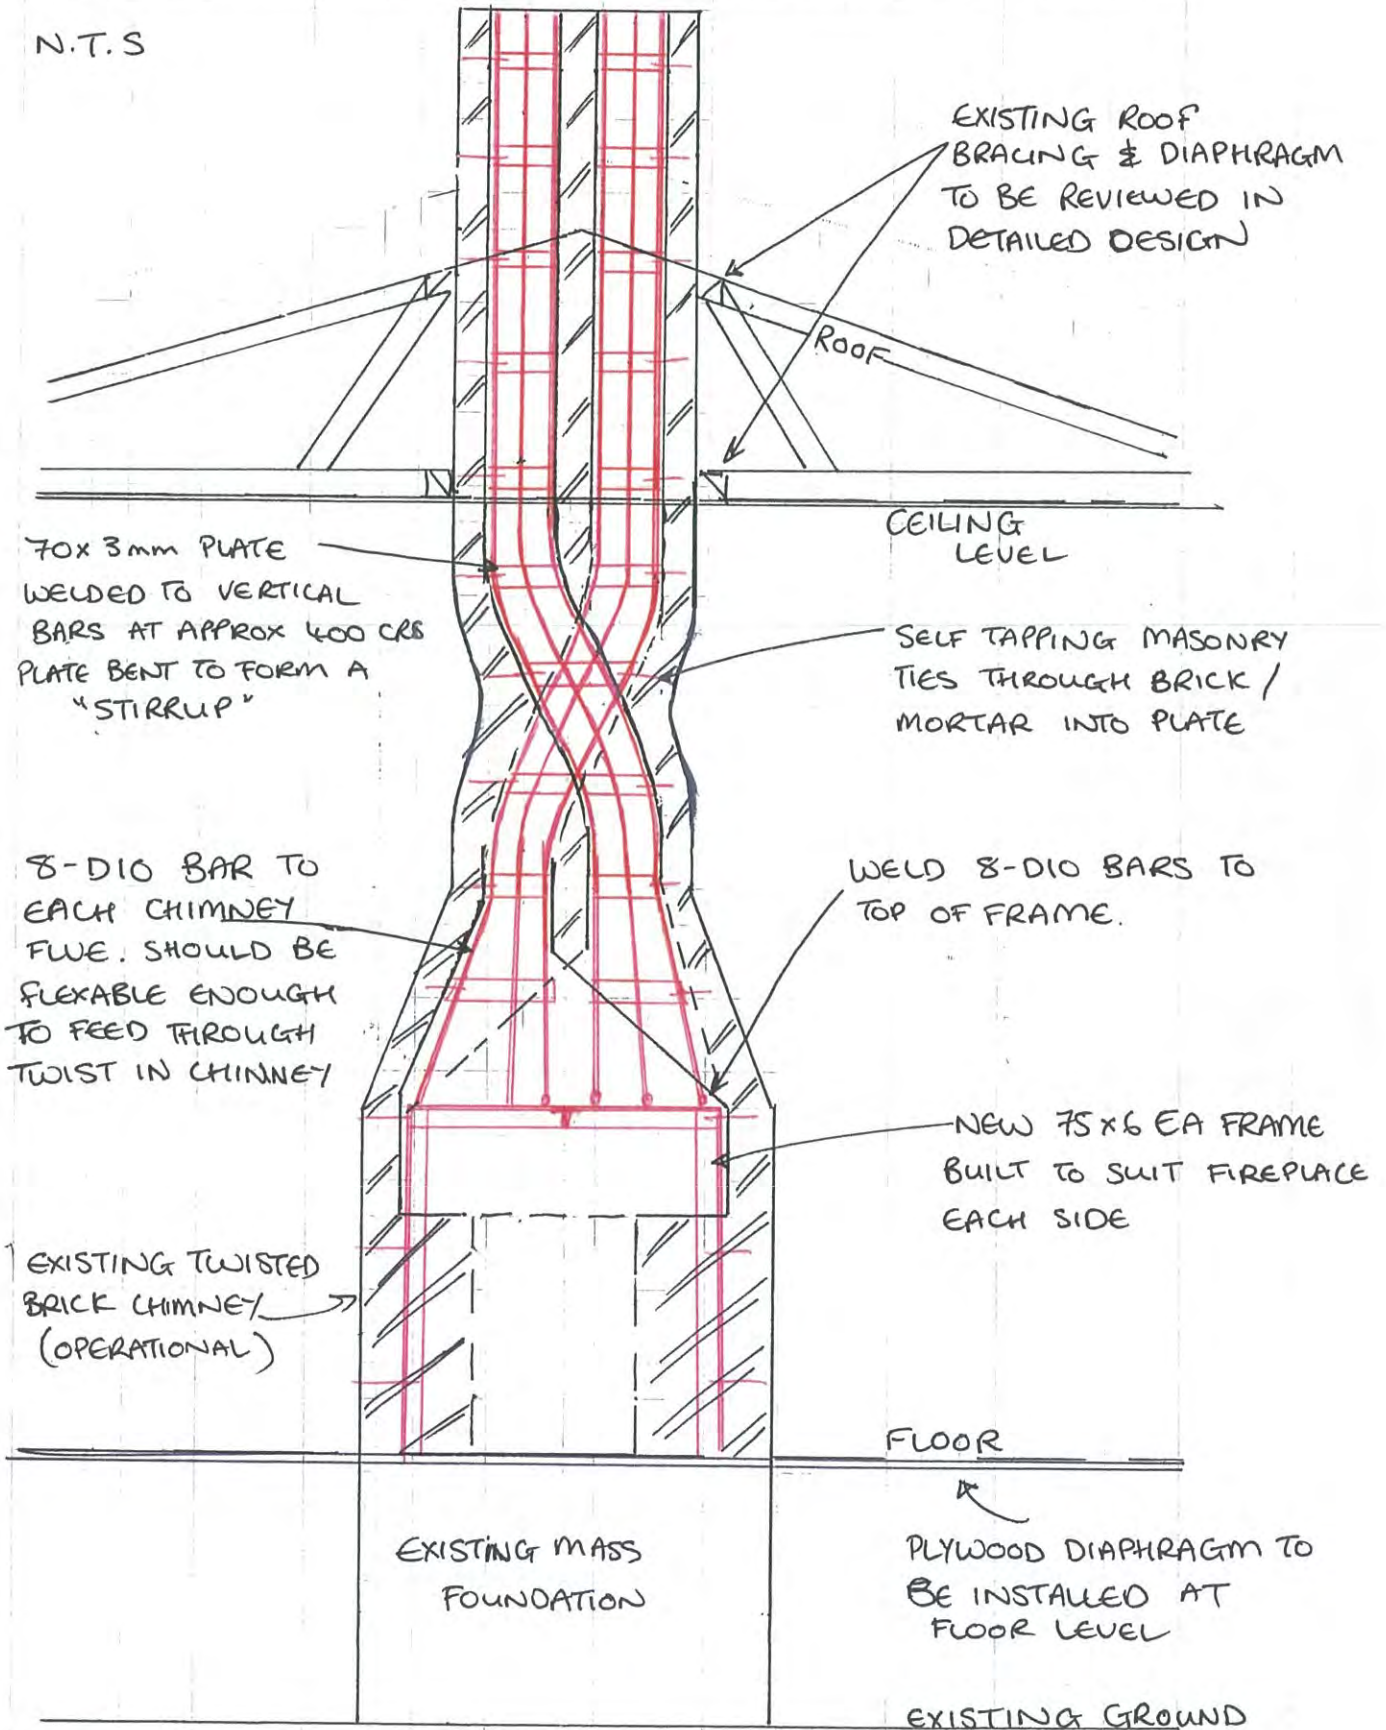 N.T.S
EXISTING ROOF
BRACING & DIAPHRAGM
TO BE REVIEWED IN
DETAILED DESIGN
ROOF
CEILING
LEVEL
70x 3mm PLATE
WELDED TO VERTICAL
BARS AT APPROX 400 CRS
PLATE BENT TO FORM A
"STIRRUP"
SELF TAPPING MASONRY
TIES THROUGH BRICK /
MORTAR INTO PLATE
8-D10 BAR TO
EACH CHIMNEY
FLUE. SHOULD BE
FLEXABLE ENOUGH
TO FEED THROUGH
TWIST IN CHINNEY
WELD 8-D10 BARS TO
TOP OF FRAME.
NEW 75x6 EA FRAME
BUILT TO SUIT FIREPLACE
EACH SIDE
EXISTING TWISTED
BRICK CHIMNEY
(OPERATIONAL)
FLOOR
EXISTING MASS
FOUNDATION
PLYWOOD DIAPHRAGM TO
BE INSTALLED AT
FLOOR LEVEL
EXISTING GROUND